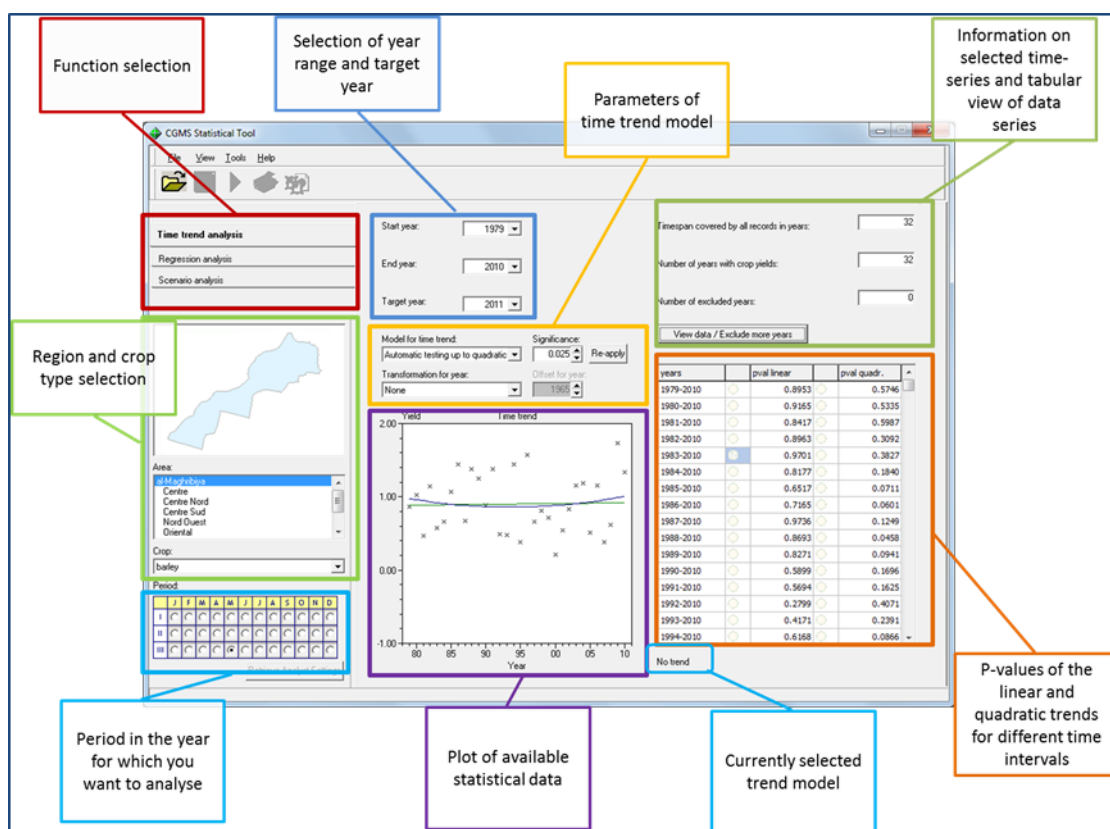 Function selection
Selection of year
range and target
year
Parameters of
time trend model
Information on
selected time-
series and tabular
view of data
series
CGMS Statistical Tool
File View Tools Help
Time trend analysis
Regression analysis
Scenario analysis
Start year: 1979
End year: 2010
Target year: 2011
Timespan covered by all records in years: 32
Number of years with crop yields: 32
Number of excluded years: 0
View data / Exclude more years
Region and crop
type selection
Model for time trend: Significance:
Automatic testing up to quadratic 0.025 Re-apply
Transformation for year: Offset for year:
None 1965
Area:
al-Maghribiya
Centre
Centre Nord
Centre Sud
Nord Ouest
Oriental
Crop:
barley
Period:
J F M A M J J A S O N D
I
II
III
Yield Time trend
2.00
1.00
0.00
-1.00
80 85 90 95 00 05 10
Year
years pval linear pval quadr.
1979-2010 0.8953 0.5746
1980-2010 0.9165 0.5335
1981-2010 0.8417 0.5987
1982-2010 0.8963 0.3092
1983-2010 0.9701 0.3827
1984-2010 0.8177 0.1840
1985-2010 0.6517 0.0711
1986-2010 0.7165 0.0601
1987-2010 0.9736 0.1249
1988-2010 0.8693 0.0458
1989-2010 0.8271 0.0941
1990-2010 0.5899 0.1696
1991-2010 0.5694 0.1625
1992-2010 0.2799 0.4071
1993-2010 0.4171 0.2391
1994-2010 0.6168 0.0866
No trend
Period in the year
for which you
want to analyse
Plot of available
statistical data
Currently selected
trend model
P-values of the
linear and
quadratic trends
for different time
intervals